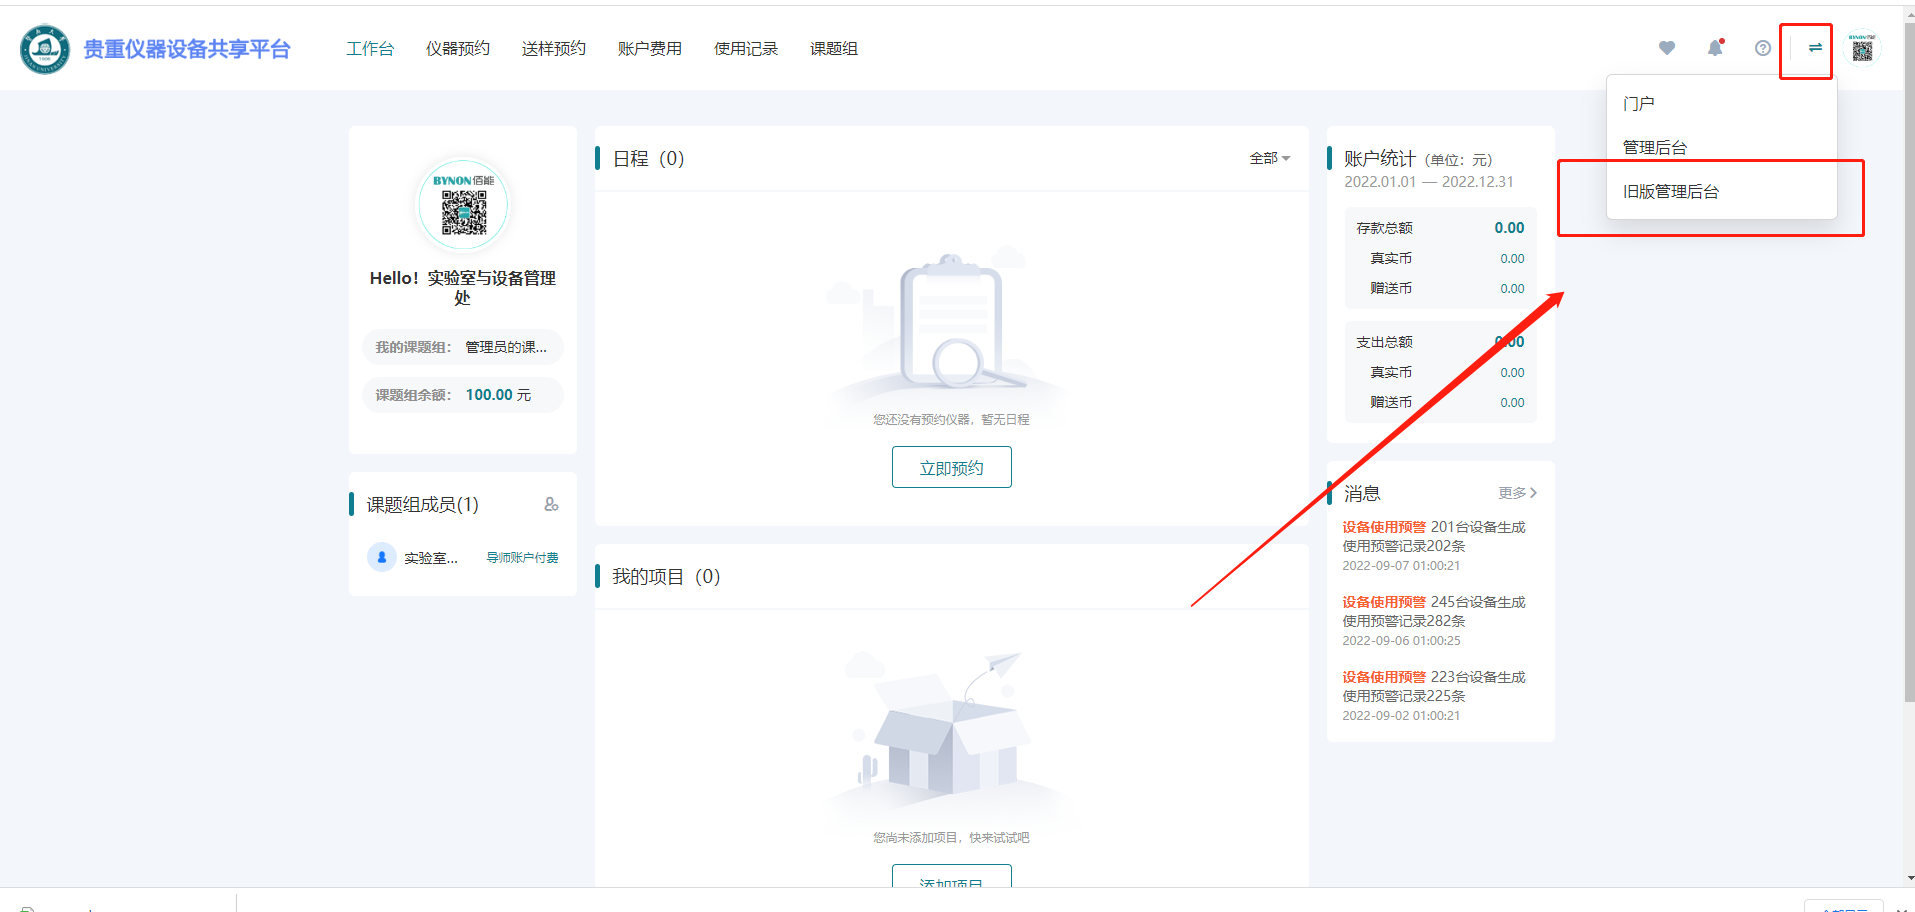 贵重仪器设备共享平台
工作台
仪器预约
送样预约
账户费用
使用记录
课题组
门户
管理后台
旧版管理后台
BYNON佰能
Hello！实验室与设备管理
处
我的课题组： 管理员的课...
课题组余额： 100.00 元
课题组成员(1)
实验室... 导师账户付费
日程（0）
全部
您还没有预约仪器，暂无日程
立即预约
我的项目（0）
您尚未添加项目，快来试试吧
添加项目
账户统计（单位：元）
2022.01.01 — 2022.12.31
存款总额 0.00
真实币 0.00
赠送币 0.00
支出总额 0.00
真实币 0.00
赠送币 0.00
消息
更多
设备使用预警 201台设备生成
使用预警记录202条
2022-09-07 01:00:21
设备使用预警 245台设备生成
使用预警记录282条
2022-09-06 01:00:25
设备使用预警 223台设备生成
使用预警记录225条
2022-09-02 01:00:21